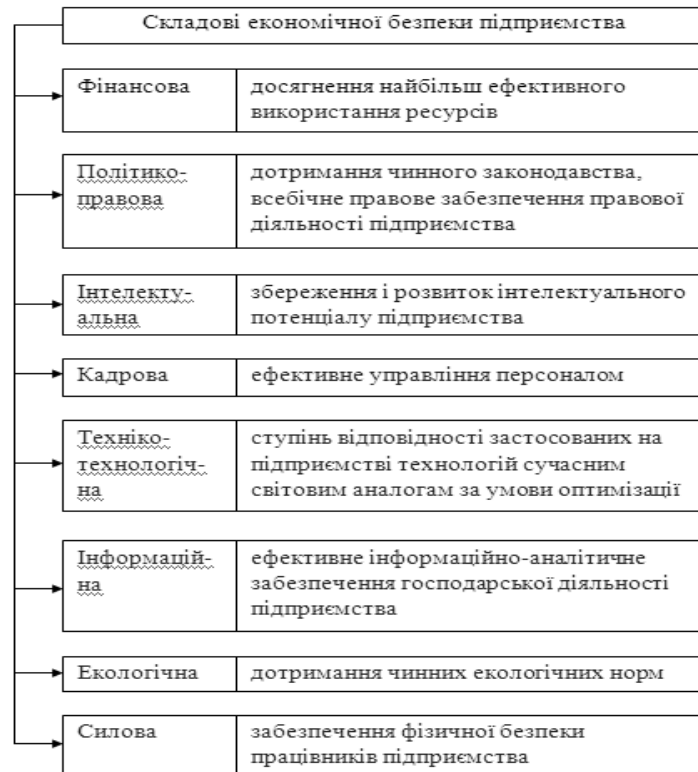 Складові економічної безпеки підприємства
Фінансова
досягнення найбільш ефективного
використання ресурсів
Політико-
правова
дотримання чинного законодавства,
всебічне правове забезпечення правової
діяльності підприємства
Інтелекту-
альна
збереження і розвиток інтелектуального
потенціалу підприємства
Кадрова
ефективне управління персоналом
Техніко-
технологіч-
на
ступінь відповідності застосованих на
підприємстві технологій сучасним
світовим аналогам за умови оптимізації
Інформацій-
на
ефективне інформаційно-аналітичне
забезпечення господарської діяльності
підприємства
Екологічна
дотримання чинних екологічних норм
Силова
забезпечення фізичної безпеки
працівників підприємства